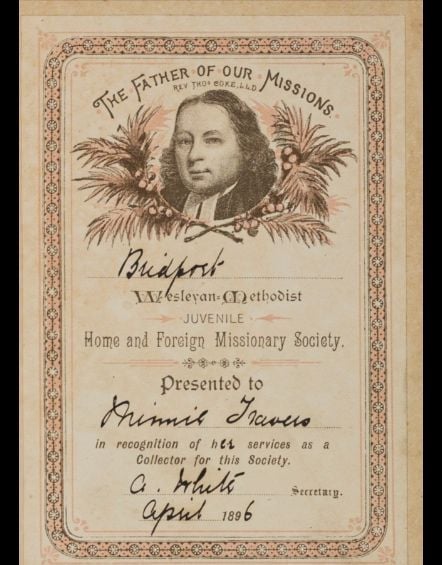 THE FATHER OF OUR MISSIONS
REV THOS COKE, LLD
Bridport
Wesleyan=Methodist
JUVENILE
Home and Foreign Missionary Society.
Presented to
Minnie Travers
in recognition of her services as a
Collector for this Society.
A. White Secretary.
April 1896